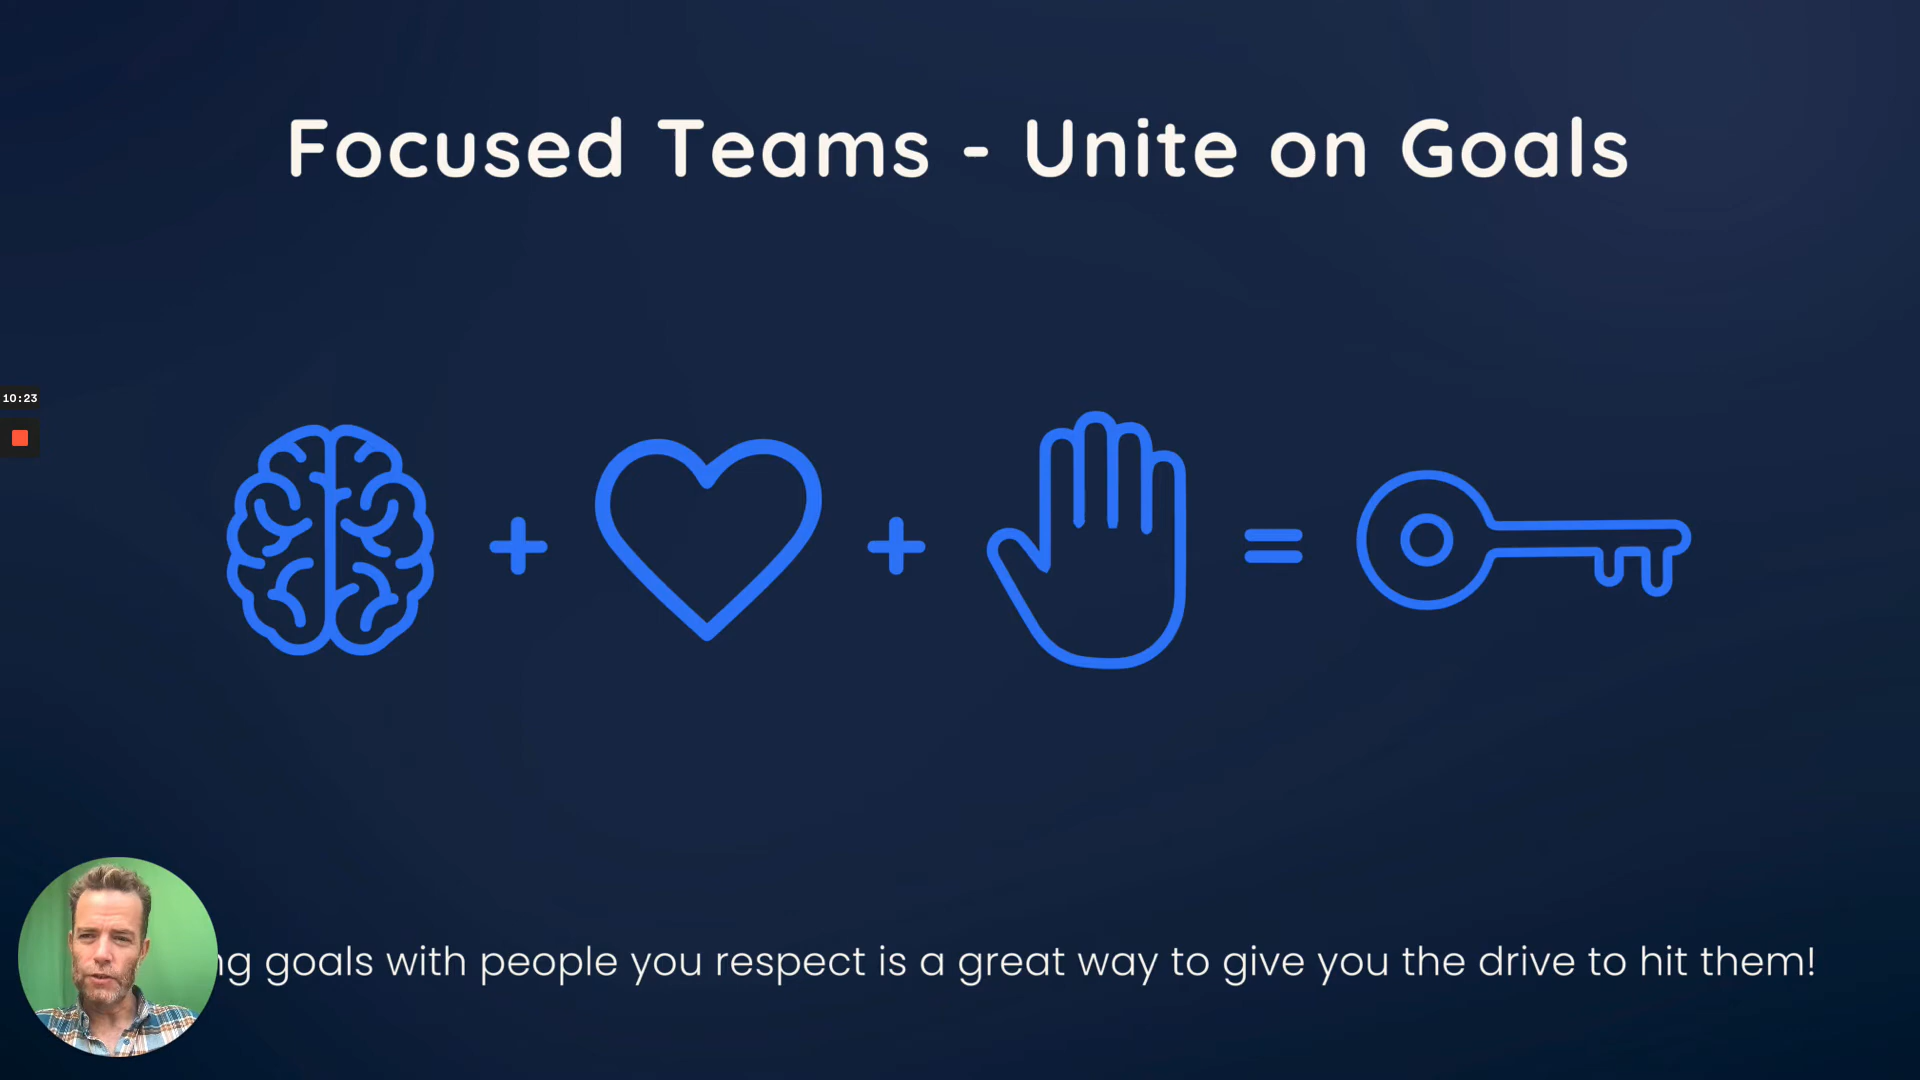 Focused Teams - Unite on Goals
10:23
+ + =
goals with people you respect is a great way to give you the drive to hit them!